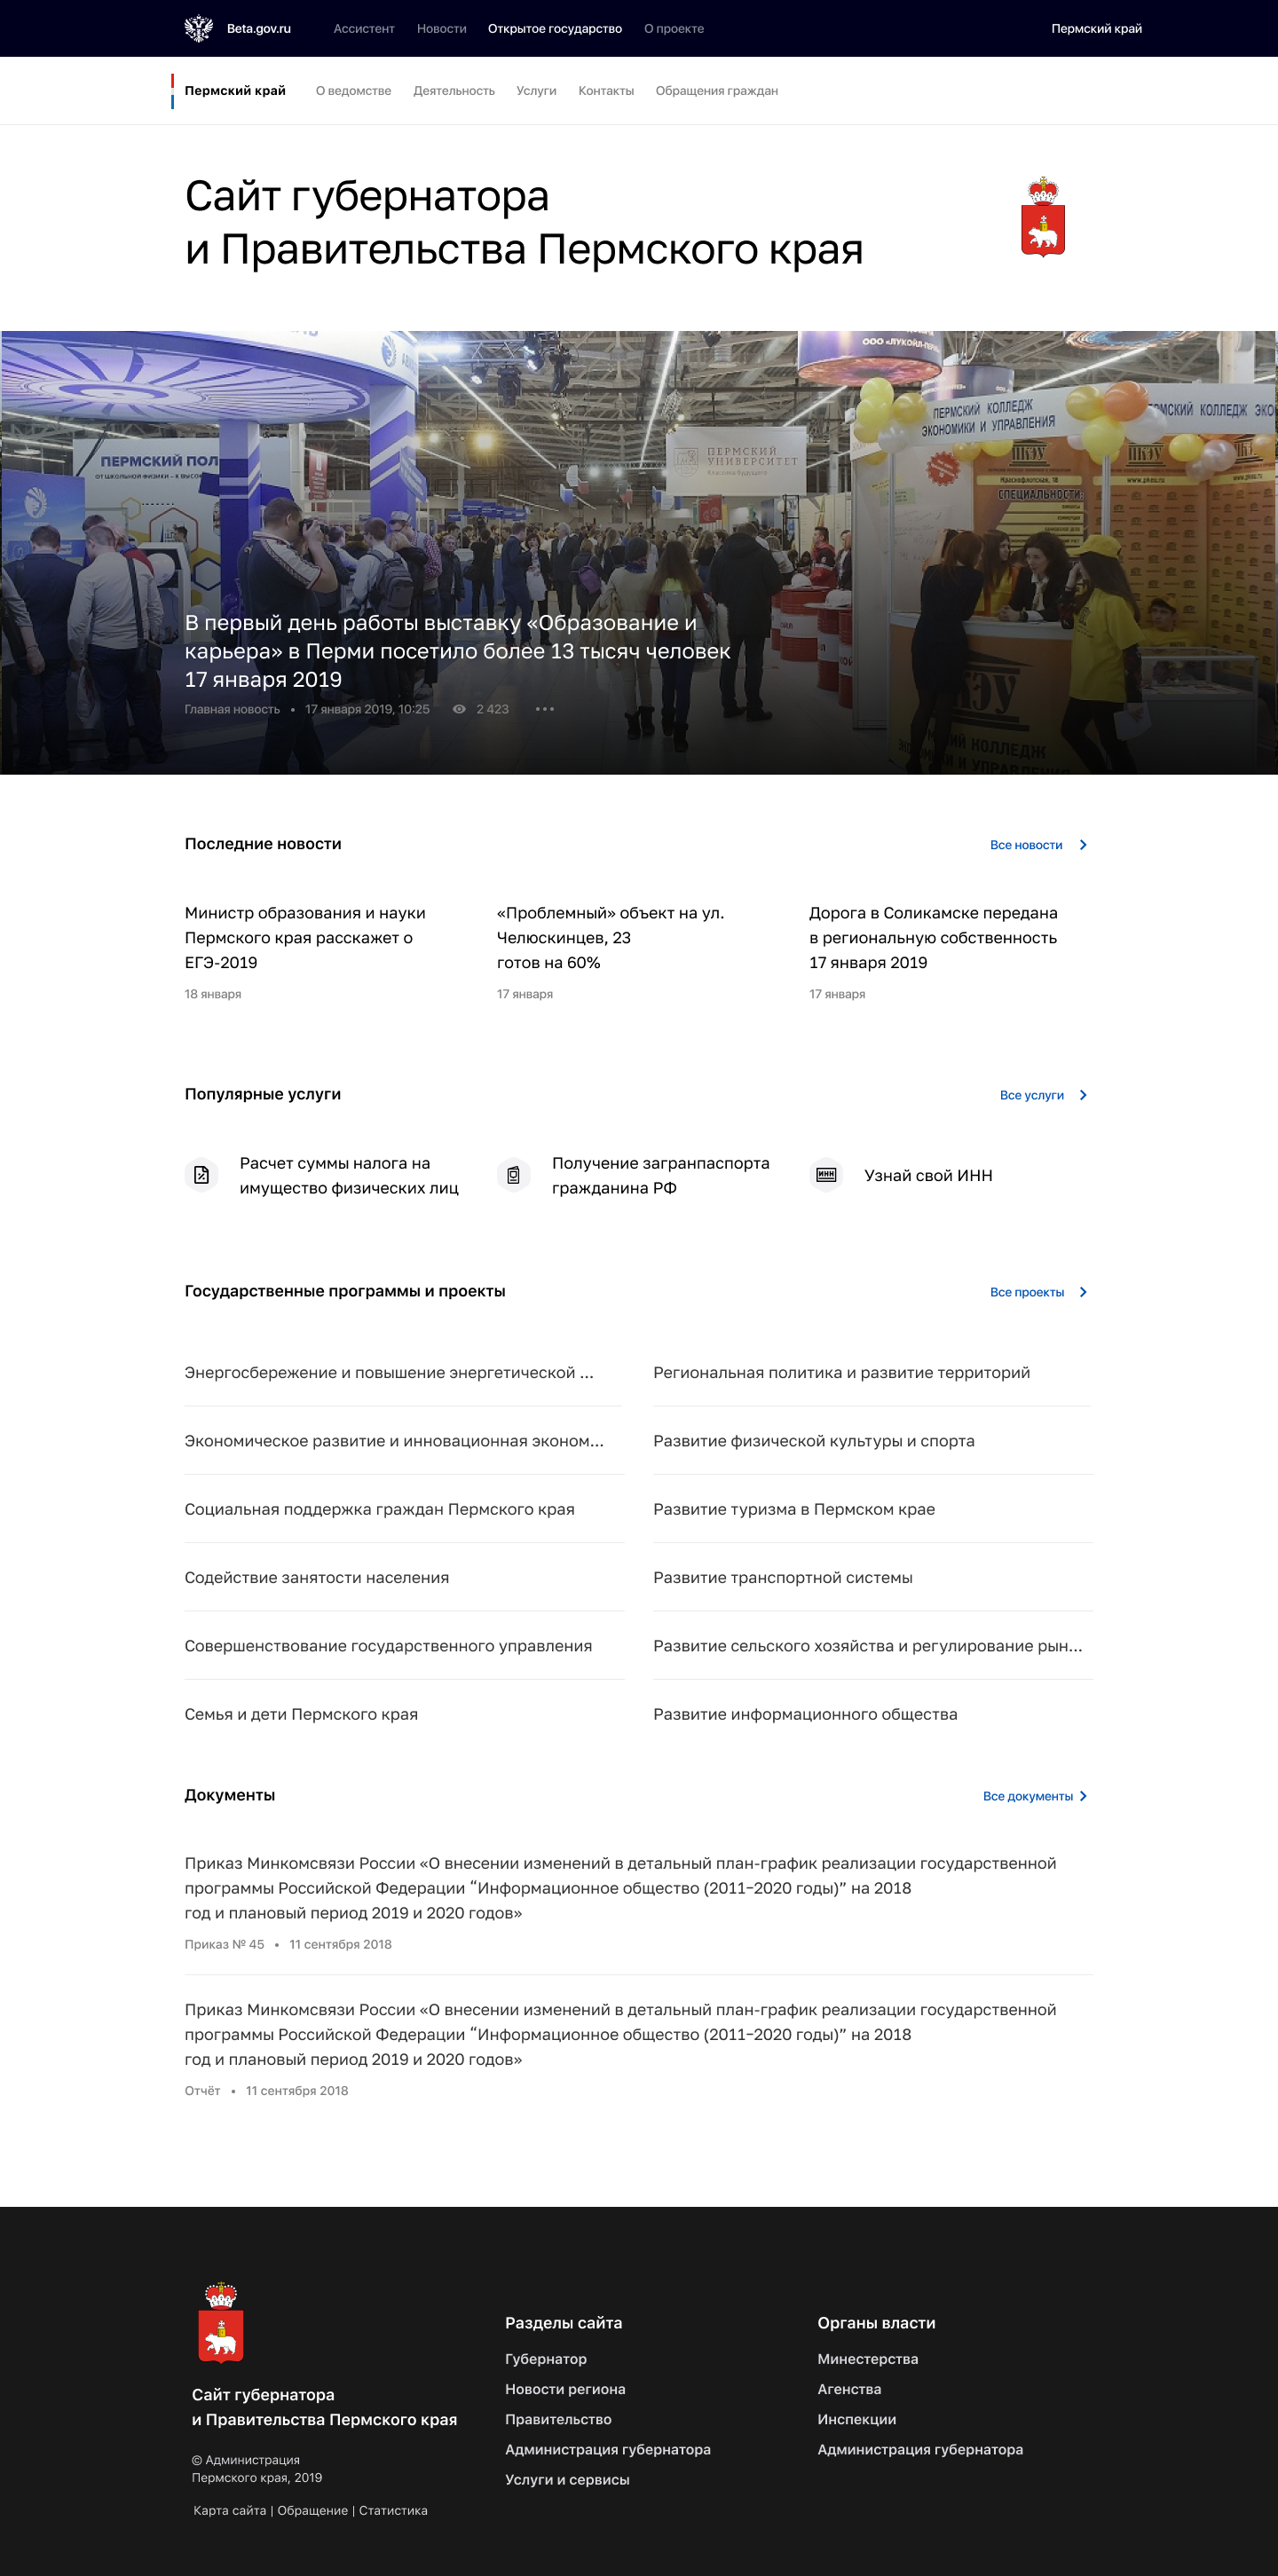 Beta.gov.ru
Ассистент
Новости
Открытое государство
О проекте
Пермский край
Пермский край
О ведомстве
Деятельность
Услуги
Контакты
Обращения граждан
Сайт губернатора
и Правительства Пермского края
ООО «ЛУКОЙЛ-ПЕРМ
ПЕРМСКИЙ КОЛЛЕДЖ
ЭКОНОМИКИ И УПРАВЛЕНИЯ
ПЕРМСКИЙ ПОЛ
ПЕРМСКИЙ
УНИВЕРСИТЕТ
СПЕЦИАЛЬНОСТИ:
В первый день работы выставку «Образование и
карьера» в Перми посетило более 13 тысяч человек
17 января 2019
Главная новость • 17 января 2019, 10:25
2 423
Последние новости
Все новости
Министр образования и науки
Пермского края расскажет о
ЕГЭ-2019
18 января
«Проблемный» объект на ул.
Челюскинцев, 23
готов на 60%
17 января
Дорога в Соликамске передана
в региональную собственность
17 января 2019
17 января
Популярные услуги
Все услуги
Расчет суммы налога на
имущество физических лиц
Получение загранпаспорта
гражданина РФ
ИНН
Узнай свой ИНН
Государственные программы и проекты
Все проекты
Энергосбережение и повышение энергетической ...
Региональная политика и развитие территорий
Экономическое развитие и инновационная эконом...
Развитие физической культуры и спорта
Социальная поддержка граждан Пермского края
Развитие туризма в Пермском крае
Содействие занятости населения
Развитие транспортной системы
Совершенствование государственного управления
Развитие сельского хозяйства и регулирование рын...
Семья и дети Пермского края
Развитие информационного общества
Документы
Все документы
Приказ Минкомсвязи России «О внесении изменений в детальный план-график реализации государственной
программы Российской Федерации “Информационное общество (2011–2020 годы)” на 2018
год и плановый период 2019 и 2020 годов»
Приказ № 45 • 11 сентября 2018
Приказ Минкомсвязи России «О внесении изменений в детальный план-график реализации государственной
программы Российской Федерации “Информационное общество (2011–2020 годы)” на 2018
год и плановый период 2019 и 2020 годов»
Отчёт • 11 сентября 2018
Сайт губернатора
и Правительства Пермского края
© Администрация
Пермского края, 2019
Карта сайта | Обращение | Статистика
Разделы сайта
Губернатор
Новости региона
Правительство
Администрация губернатора
Услуги и сервисы
Органы власти
Минестерства
Агенства
Инспекции
Администрация губернатора